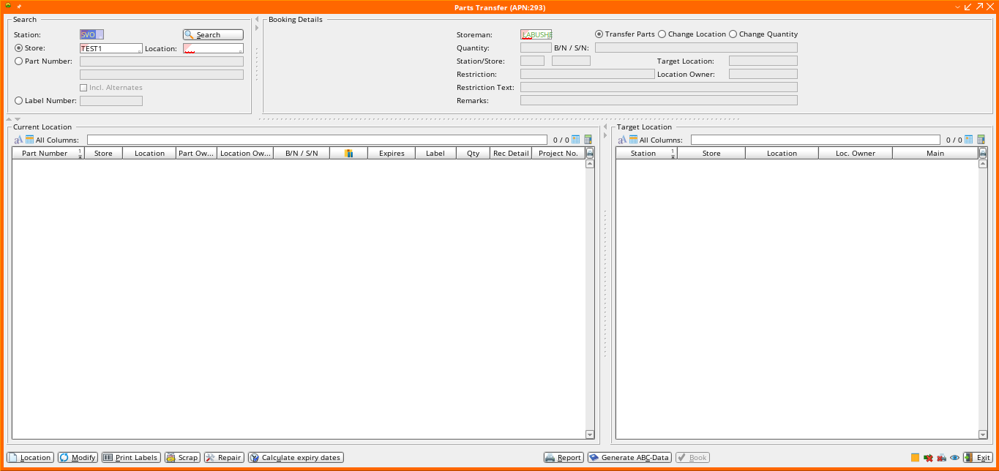 Parts Transfer (APN:293)
Search
Station: SVO Search
Store: TEST1 Location:
Part Number:
Incl. Alternates
Label Number:
Booking Details
Storeman: LABUSHE Transfer Parts Change Location Change Quantity
Quantity: B/N / S/N:
Station/Store: Target Location:
Restriction: Location Owner:
Restriction Text:
Remarks:
Current Location
All Columns: 0 / 0
Part Number 1 Store Location Part Ow... Location Ow... B/N / S/N Expires Label Qty Rec Detail Project No.
Target Location
All Columns: 0 / 0
Station 1 Store Location Loc. Owner Main
Location Modify Print Labels Scrap Repair Calculate expiry dates Report Generate ABC-Data Book Exit